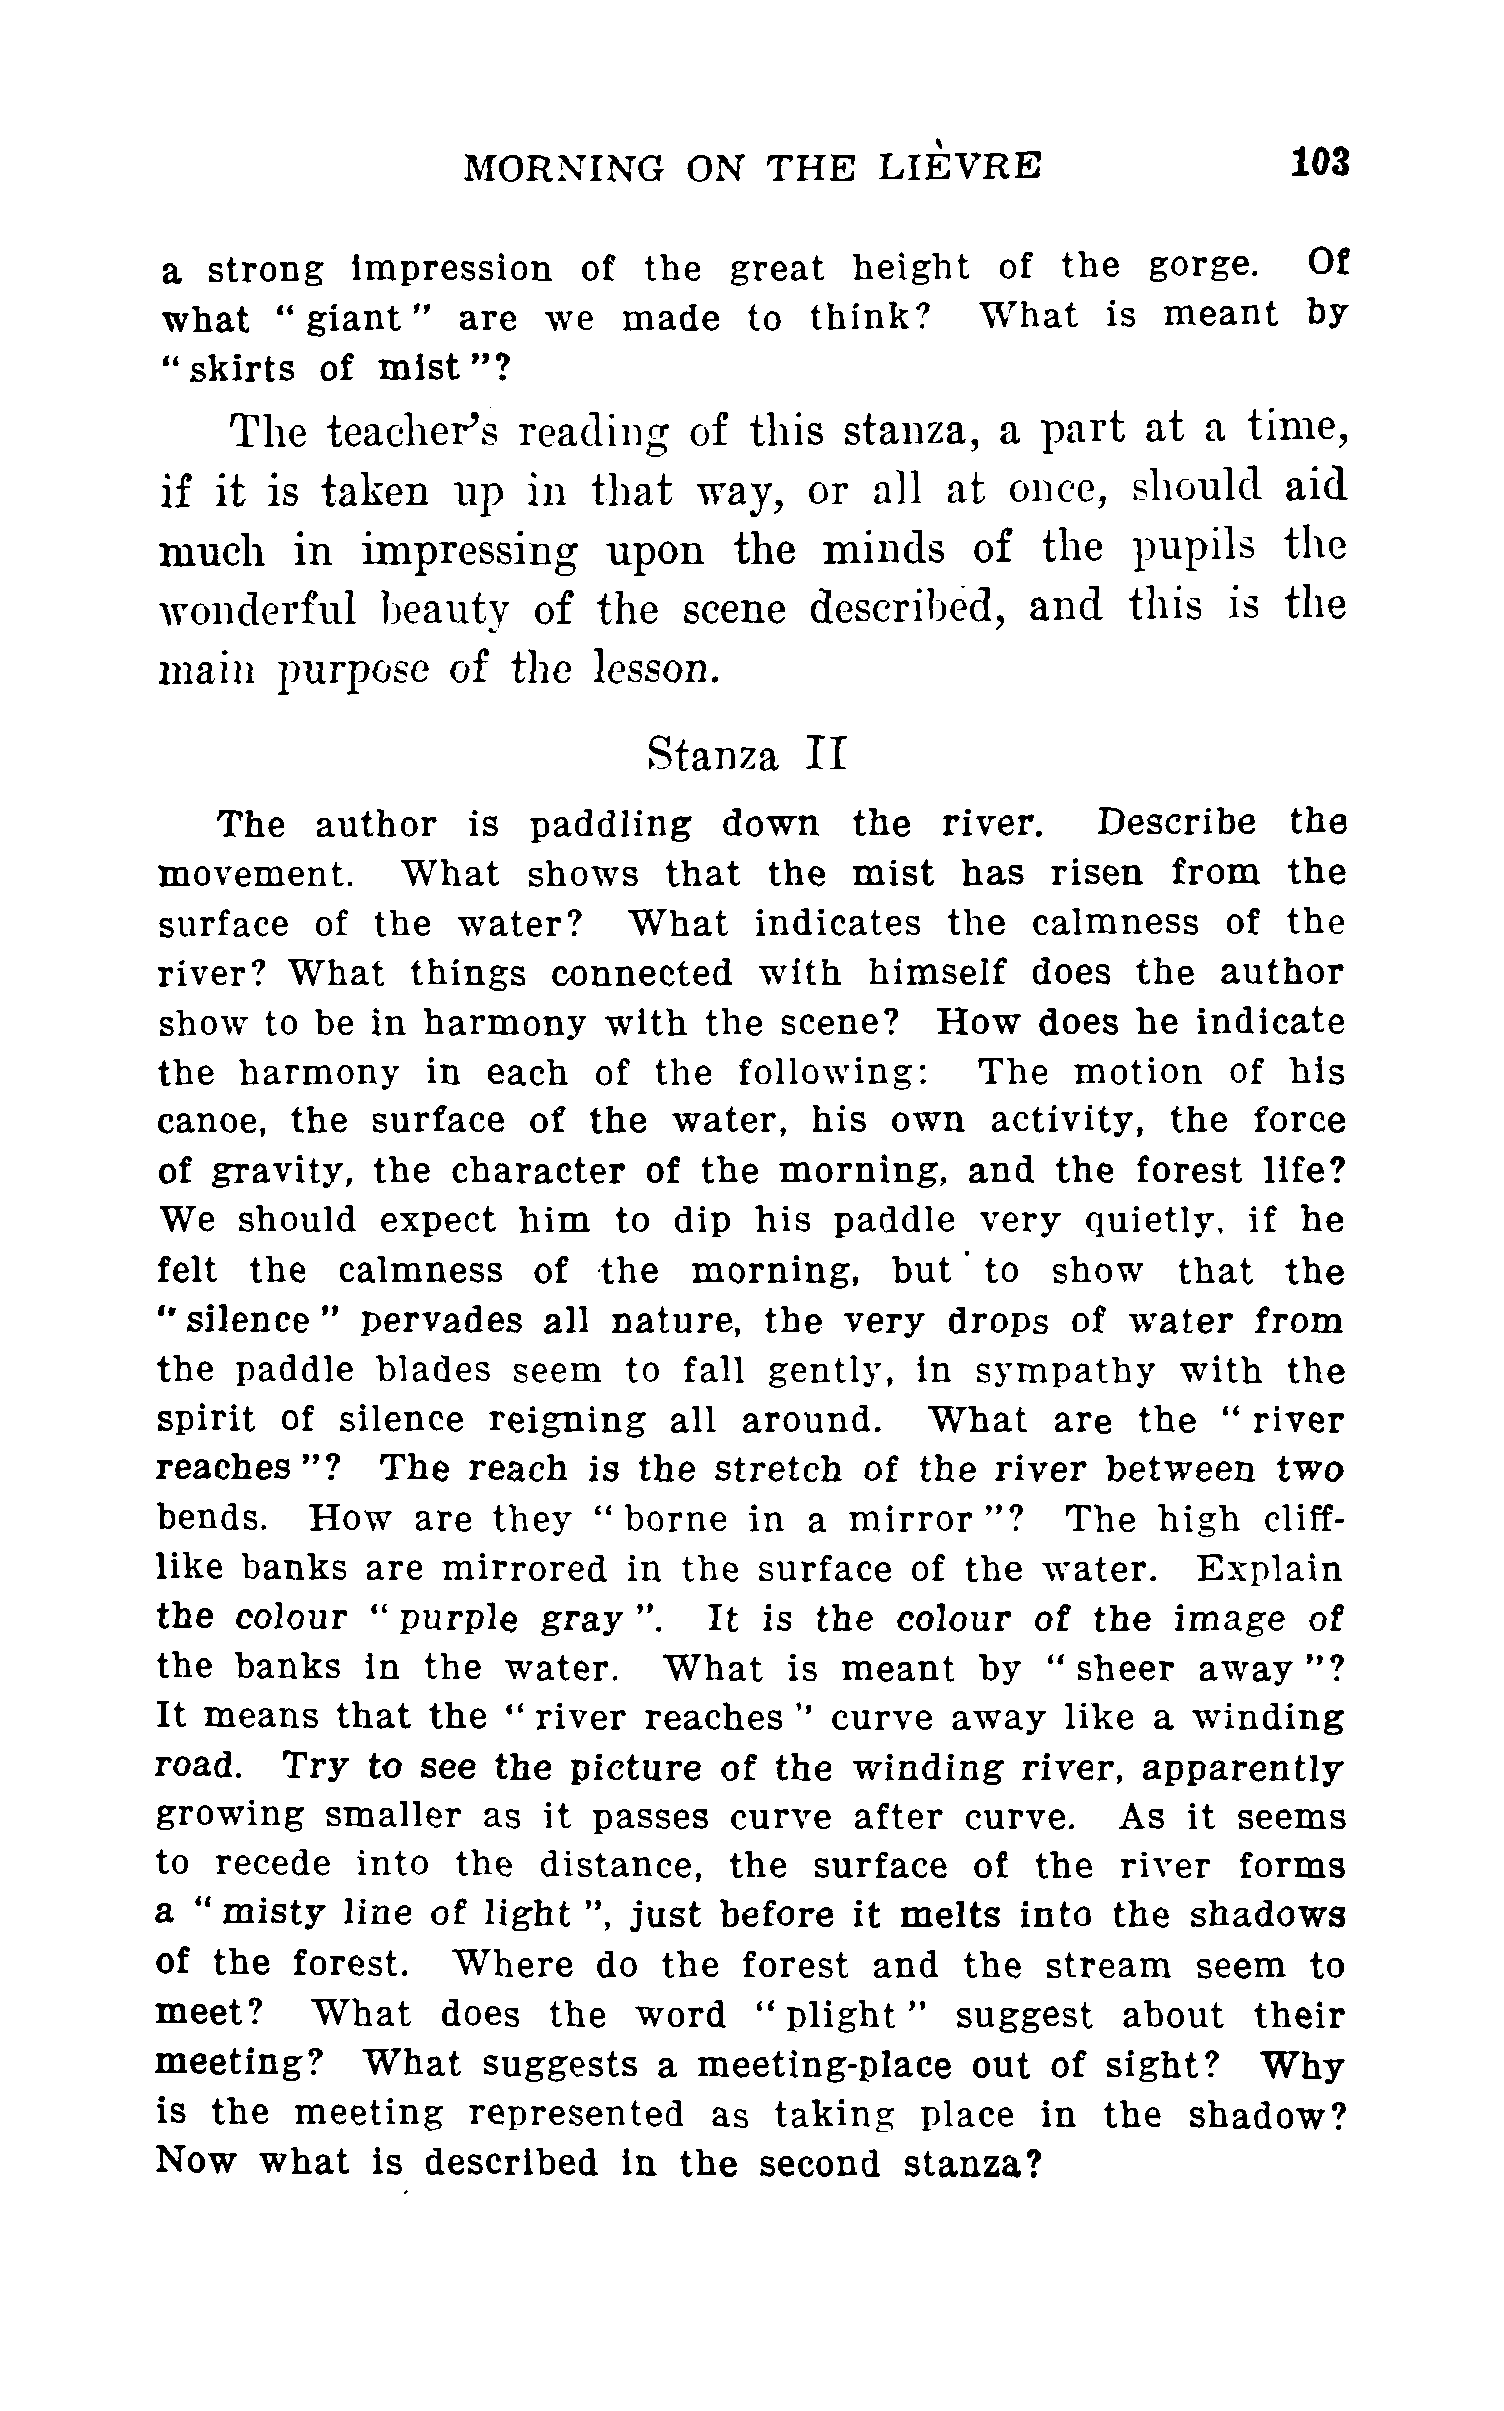 MORNING ON THE LIÈVRE 103
a strong impression of the great height of the gorge. Of
what " giant " are we made to think? What is meant by
" skirts of mist "?
The teacher's reading of this stanza, a part at a time,
if it is taken up in that way, or all at once, should aid
much in impressing upon the minds of the pupils the
wonderful beauty of the scene described, and this is the
main purpose of the lesson.
Stanza II
The author is paddling down the river. Describe the
movement. What shows that the mist has risen from the
surface of the water? What indicates the calmness of the
river? What things connected with himself does the author
show to be in harmony with the scene? How does he indicate
the harmony in each of the following: The motion of his
canoe, the surface of the water, his own activity, the force
of gravity, the character of the morning, and the forest life?
We should expect him to dip his paddle very quietly, if he
felt the calmness of the morning, but to show that the
" silence " pervades all nature, the very drops of water from
the paddle blades seem to fall gently, in sympathy with the
spirit of silence reigning all around. What are the " river
reaches "? The reach is the stretch of the river between two
bends. How are they " borne in a mirror "? The high cliff-
like banks are mirrored in the surface of the water. Explain
the colour " purple gray ". It is the colour of the image of
the banks in the water. What is meant by " sheer away "?
It means that the " river reaches " curve away like a winding
road. Try to see the picture of the winding river, apparently
growing smaller as it passes curve after curve. As it seems
to recede into the distance, the surface of the river forms
a " misty line of light ", just before it melts into the shadows
of the forest. Where do the forest and the stream seem to
meet? What does the word " plight " suggest about their
meeting? What suggests a meeting-place out of sight? Why
is the meeting represented as taking place in the shadow?
Now what is described in the second stanza?